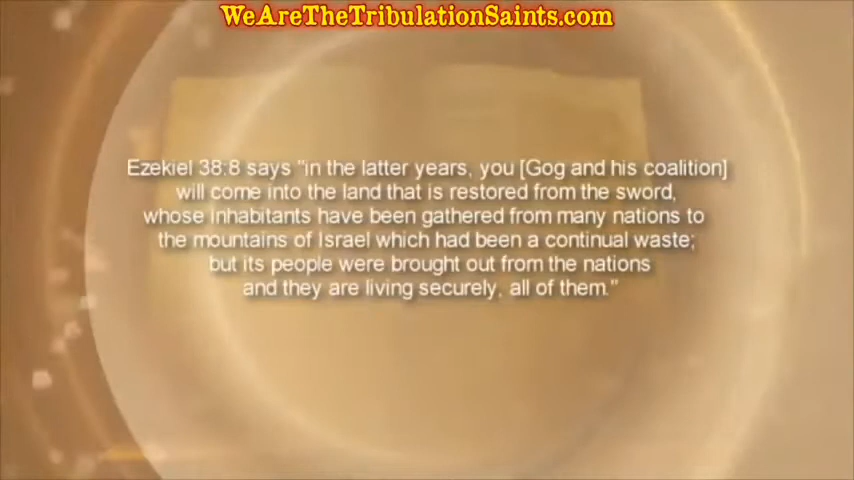 WeAreTheTribulationSaints.com
Ezekiel 38:8 says "in the latter years, you [Gog and his coalition]
will come into the land that is restored from the sword,
whose inhabitants have been gathered from many nations to
the mountains of Israel which had been a continual waste;
but its people were brought out from the nations
and they are living securely, all of them."